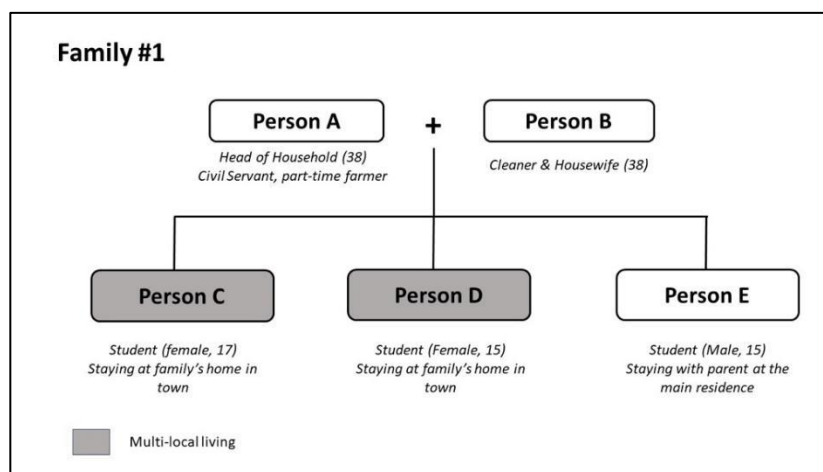 Family #1
Person A
+
Person B
Head of Household (38)
Civil Servant, part-time farmer
Cleaner & Housewife (38)
Person C
Person D
Person E
Student (female, 17)
Staying at family's home in
town
Student (Female, 15)
Staying at family's home in
town
Student (Male, 15)
Staying with parent at the
main residence
Multi-local living